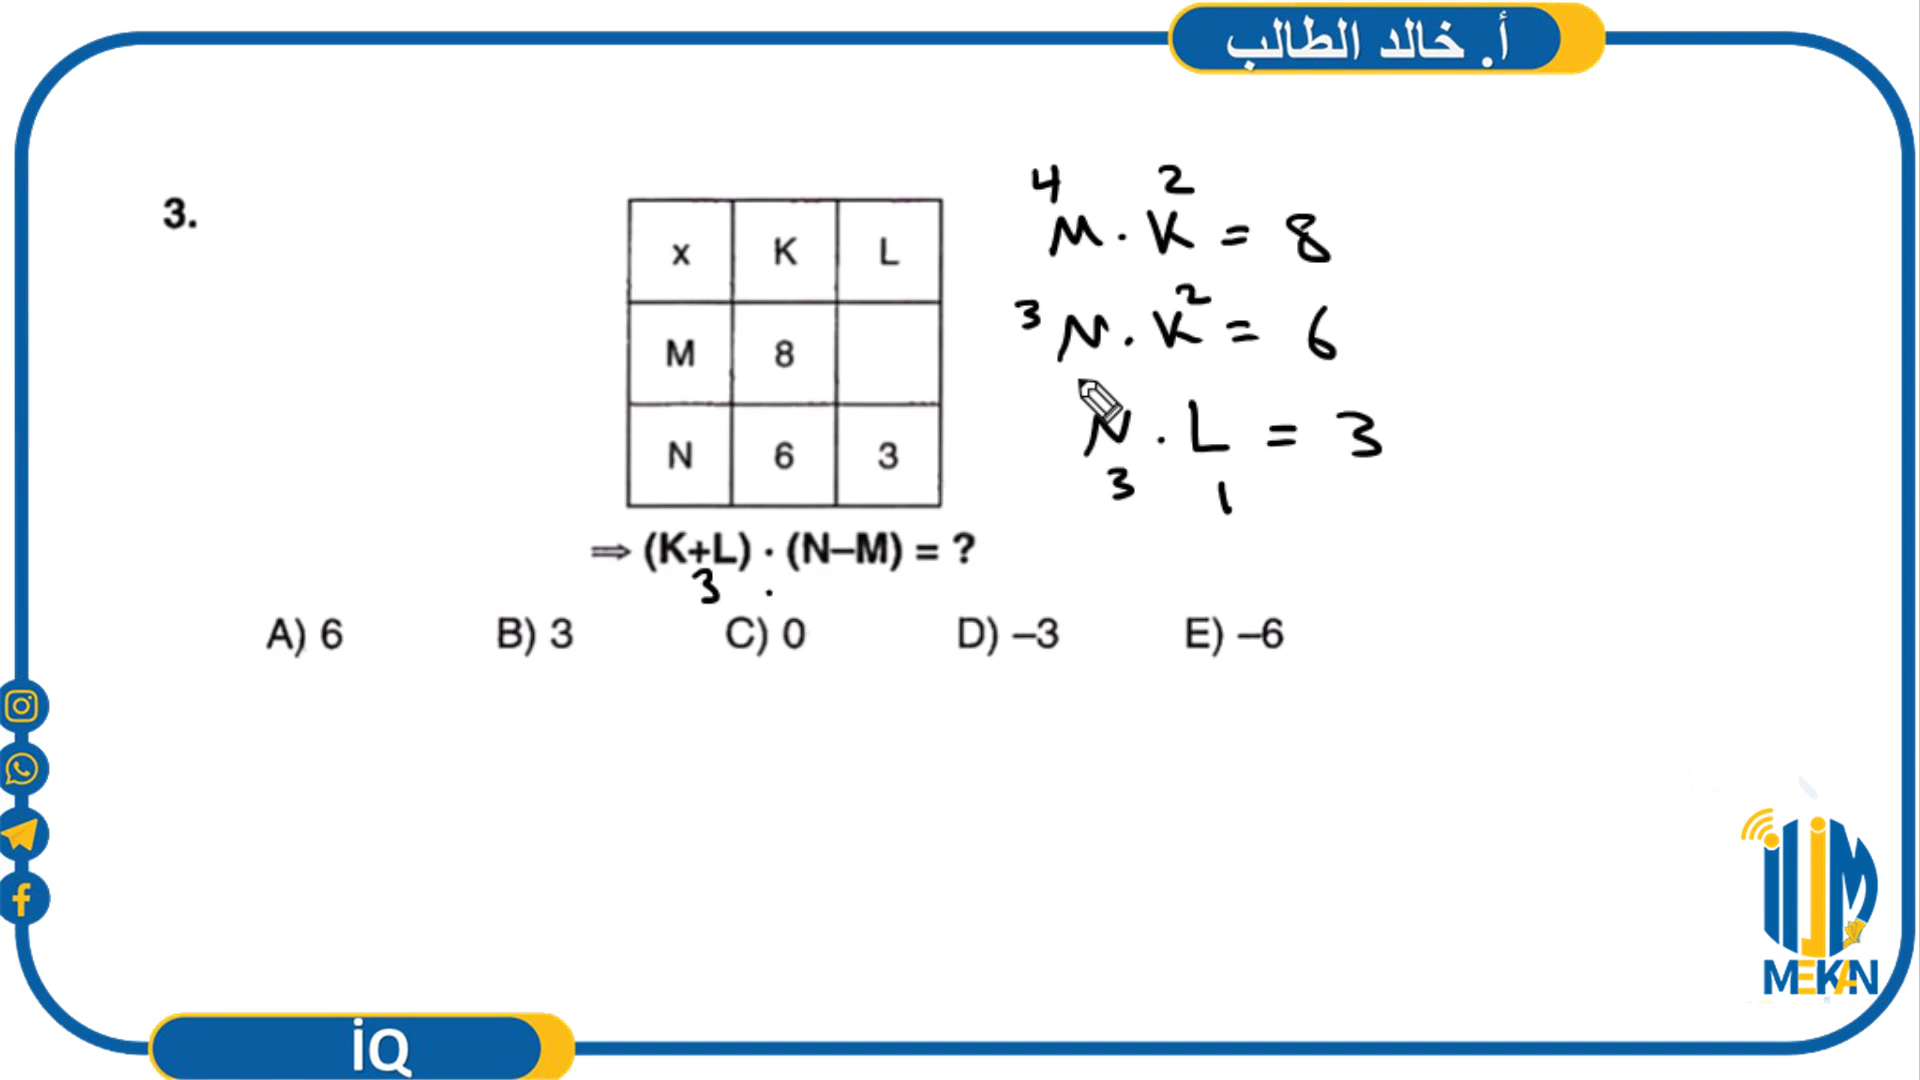 أ. خالد الطالب
3.
x K L
M 8
N 6 3
⇒ (K+L) · (N–M) = ?
3 ·
A) 6 B) 3 C) 0 D) –3 E) –6
4 2
M · K = 8
3 2
N · K = 6
N · L = 3
3 1
MEKAN
İQ